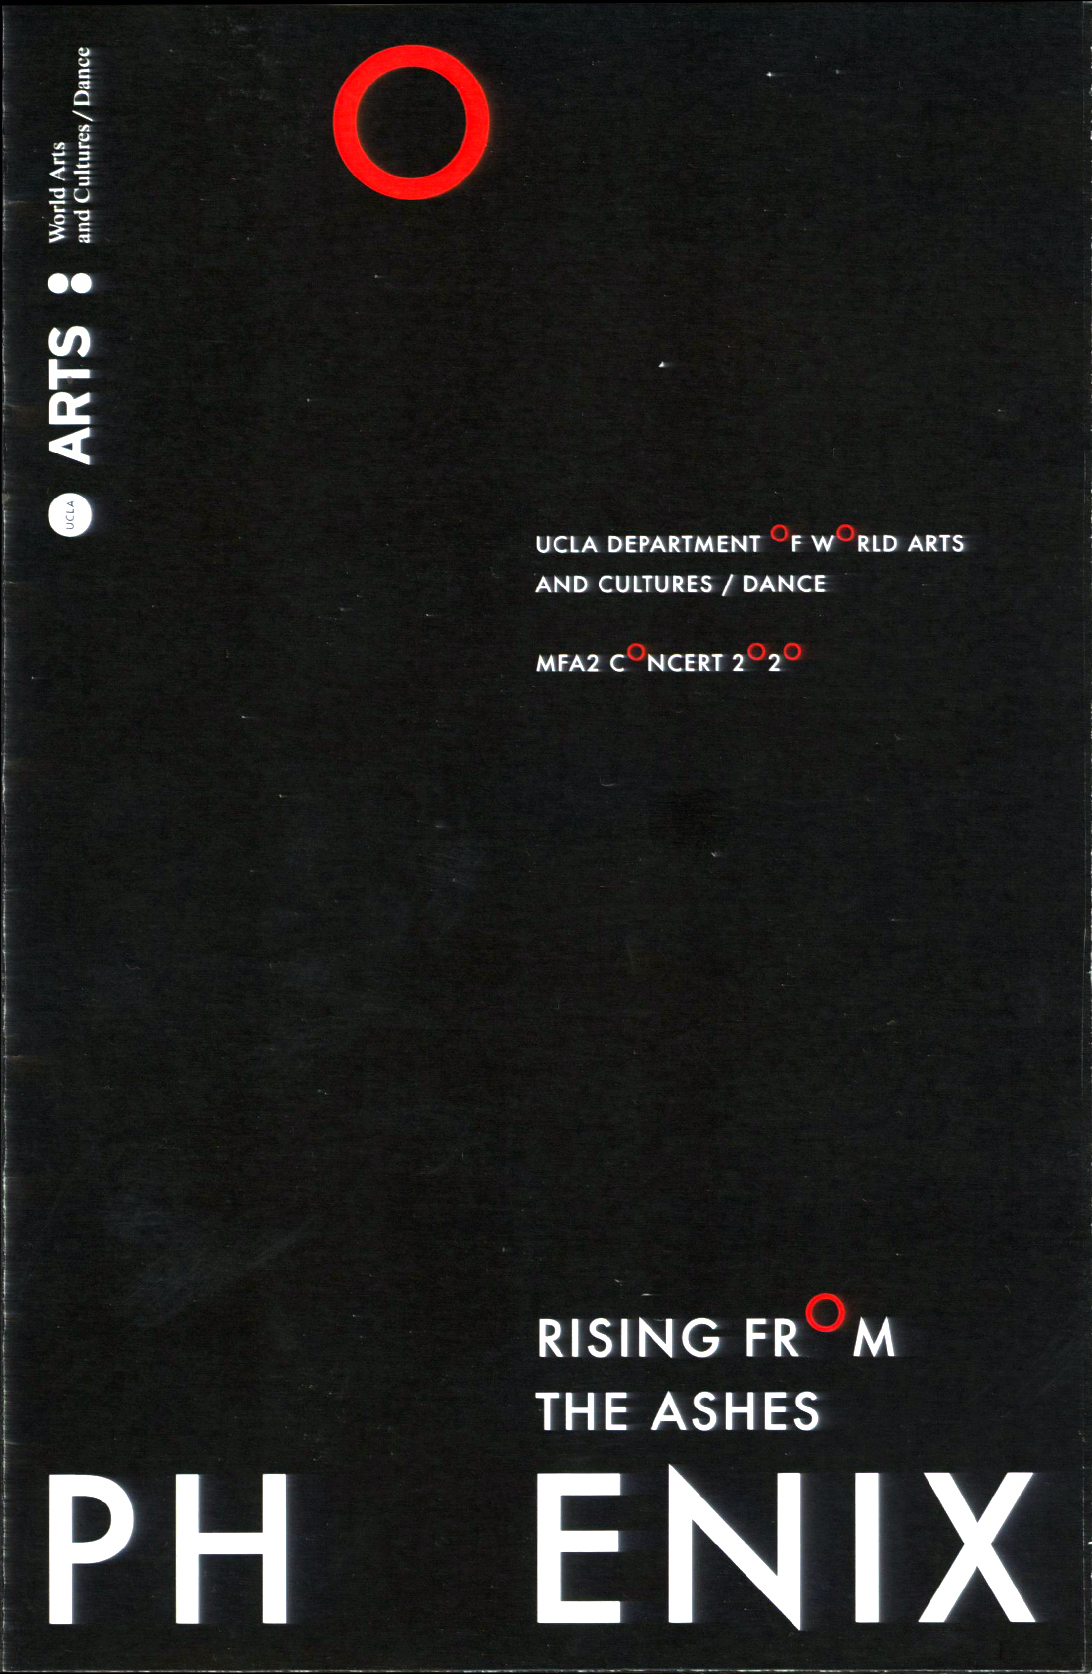 UCLA ARTS: World Arts
and Cultures / Dance
UCLA DEPARTMENT OF WORLD ARTS
AND CULTURES / DANCE
MFA2 CONCERT 2020
RISING FROM
THE ASHES
PHOENIX